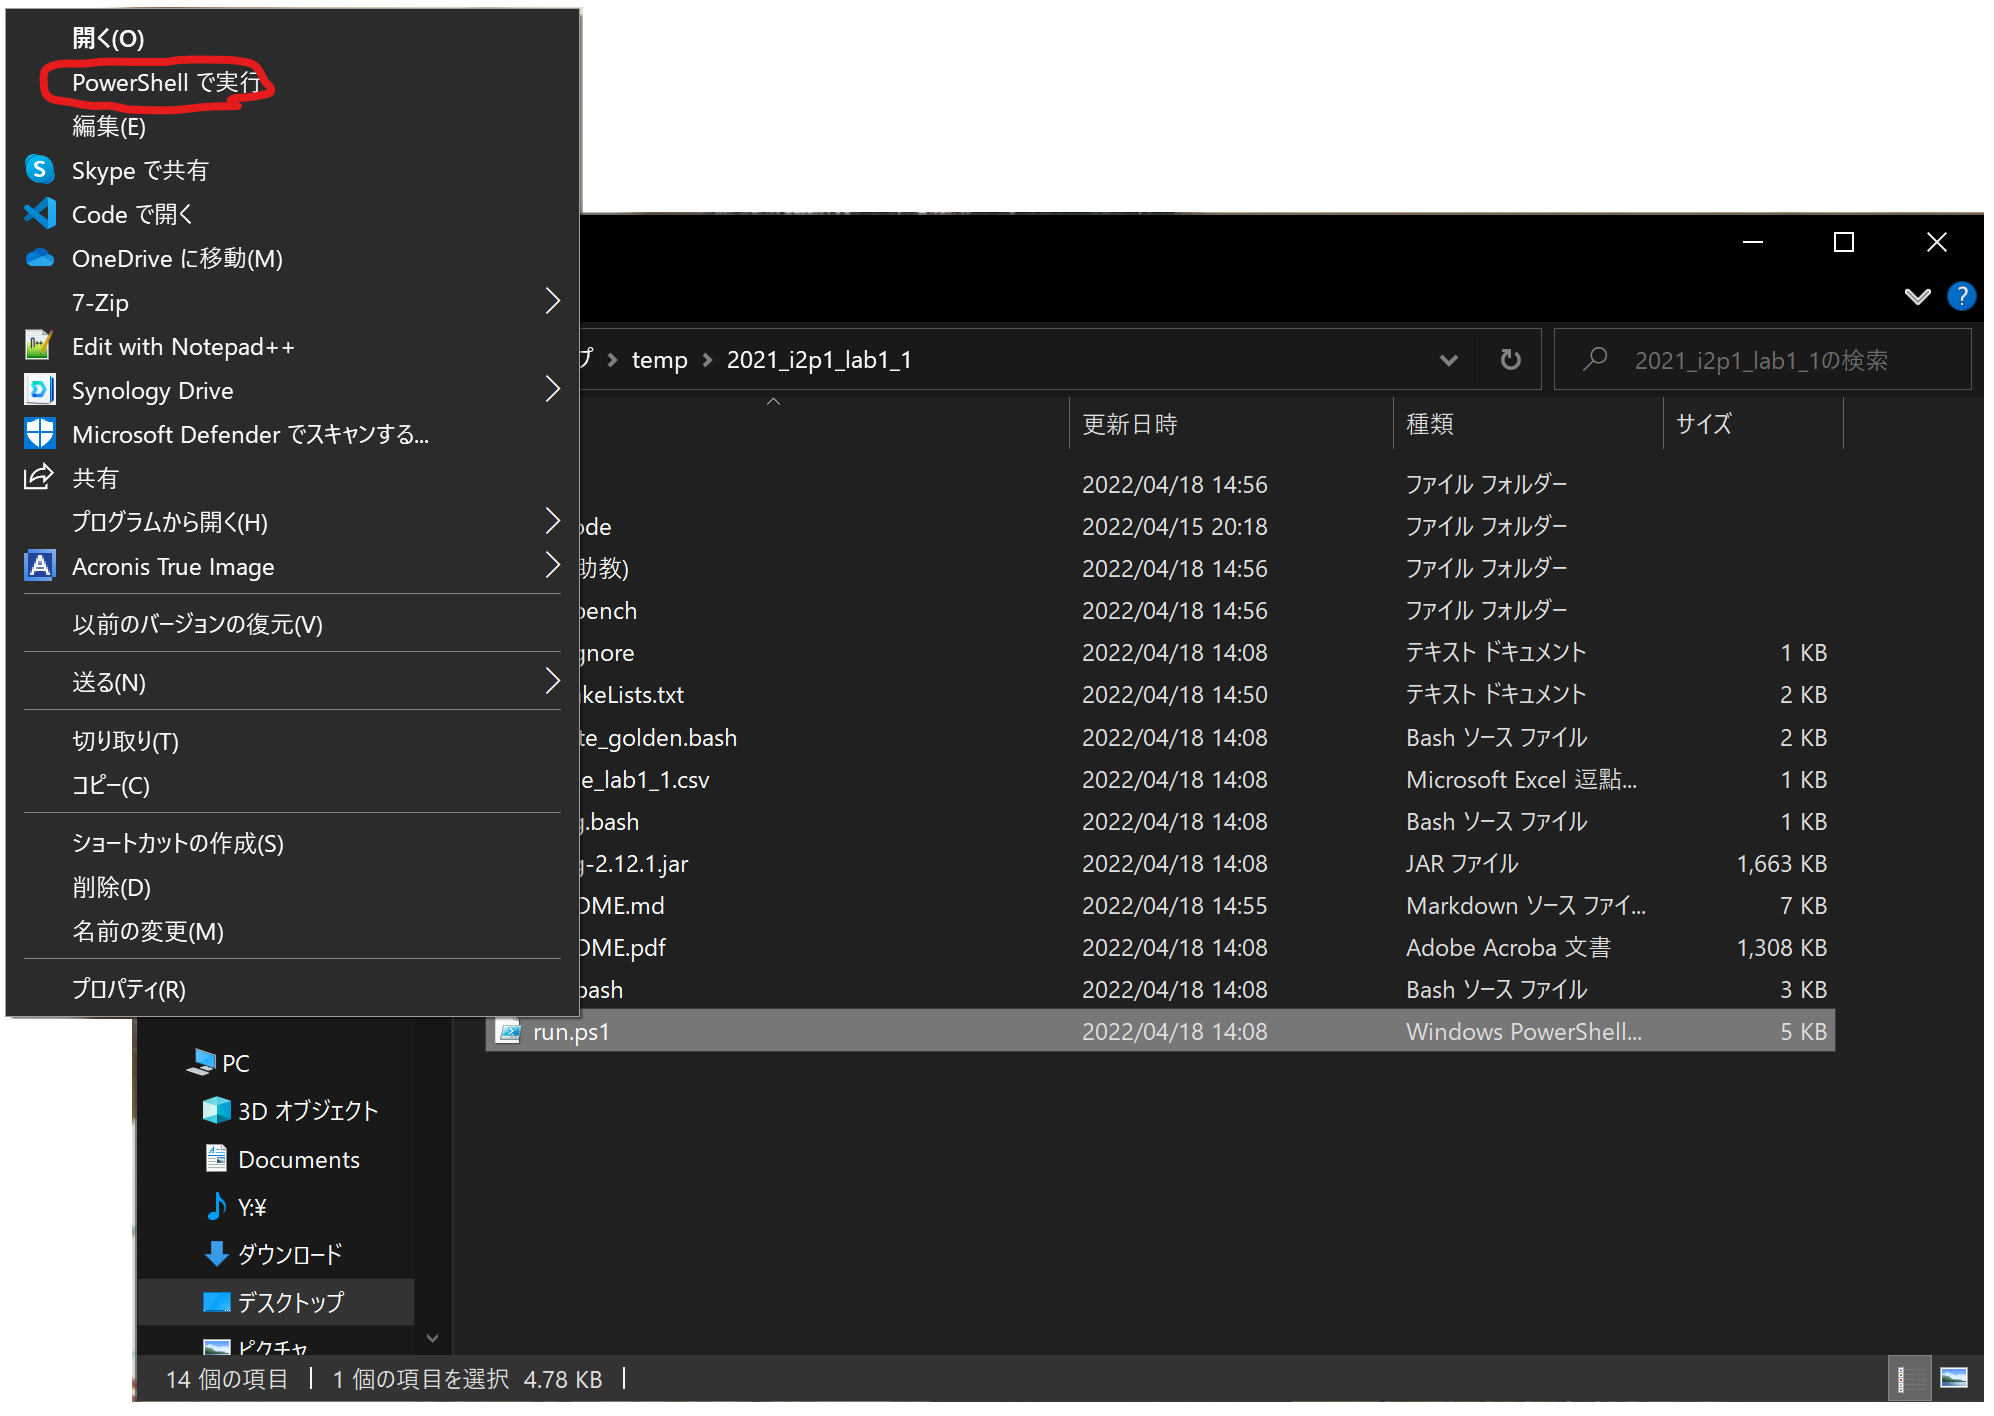 開く(O)
PowerShell で実行
編集(E)
Skype で共有
Code で開く
OneDrive に移動(M)
7-Zip
Edit with Notepad++
Synology Drive
Microsoft Defender でスキャンする...
共有
プログラムから開く(H)
Acronis True Image
以前のバージョンの復元(V)
送る(N)
切り取り(T)
コピー(C)
ショートカットの作成(S)
削除(D)
名前の変更(M)
プロパティ(R)
プ › temp › 2021_i2p1_lab1_1
2021_i2p1_lab1_1の検索
更新日時 種類 サイズ
2022/04/18 14:56 ファイル フォルダー
ode 2022/04/15 20:18 ファイル フォルダー
助教) 2022/04/18 14:56 ファイル フォルダー
bench 2022/04/18 14:56 ファイル フォルダー
gnore 2022/04/18 14:08 テキスト ドキュメント 1 KB
keLists.txt 2022/04/18 14:50 テキスト ドキュメント 2 KB
te_golden.bash 2022/04/18 14:08 Bash ソース ファイル 2 KB
e_lab1_1.csv 2022/04/18 14:08 Microsoft Excel 逗點... 1 KB
g.bash 2022/04/18 14:08 Bash ソース ファイル 1 KB
g-2.12.1.jar 2022/04/18 14:08 JAR ファイル 1,663 KB
OME.md 2022/04/18 14:55 Markdown ソース ファイ... 7 KB
OME.pdf 2022/04/18 14:08 Adobe Acroba 文書 1,308 KB
bash 2022/04/18 14:08 Bash ソース ファイル 3 KB
run.ps1 2022/04/18 14:08 Windows PowerShell... 5 KB
PC
3D オブジェクト
Documents
Y:¥
ダウンロード
デスクトップ
ピクチャ
14 個の項目 1 個の項目を選択 4.78 KB